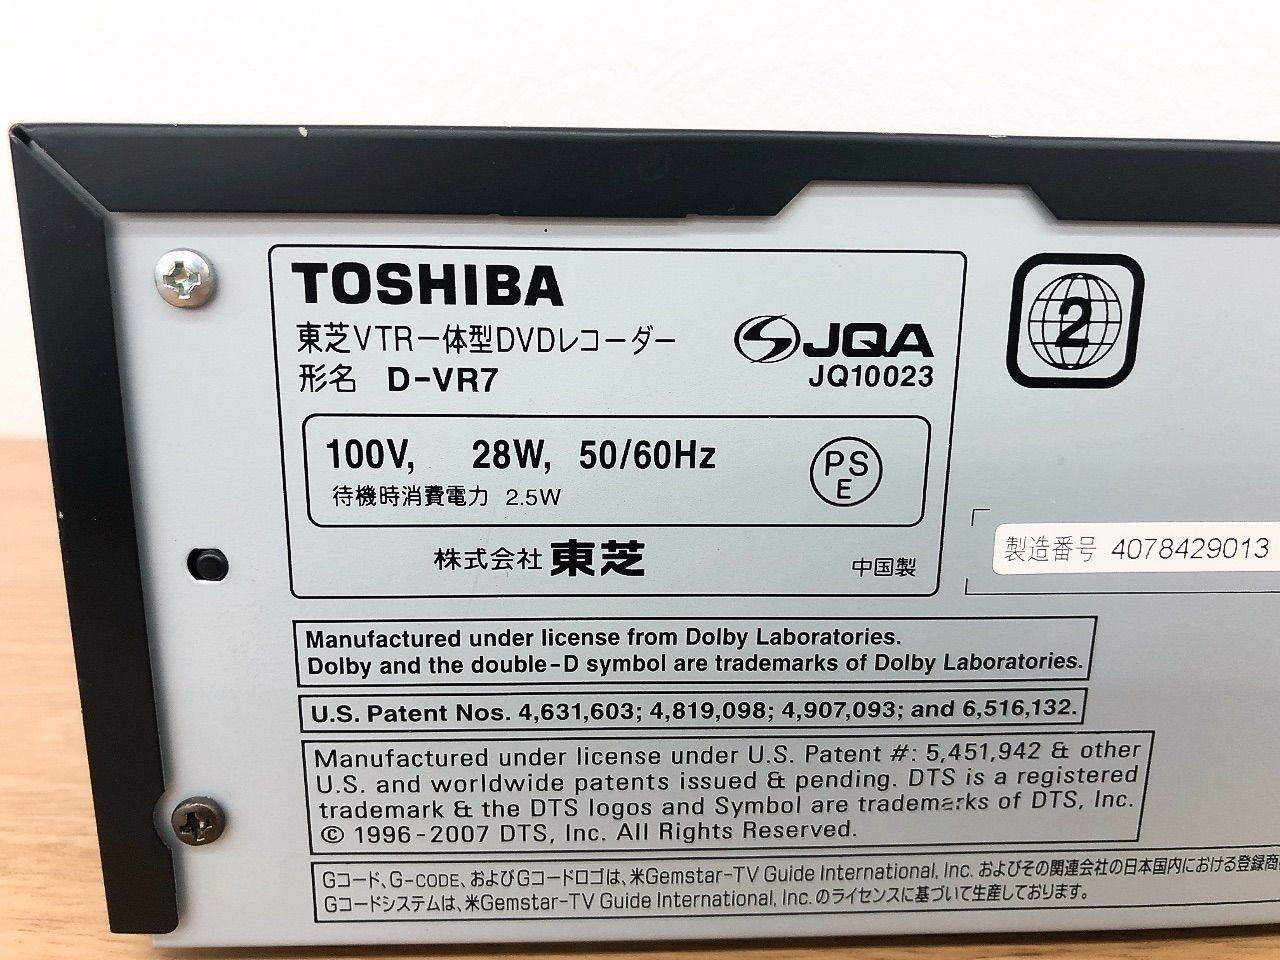 TOSHIBA
東芝VTR一体型DVDレコーダー
形名 D-VR7
JQA
JQ10023
2
100V, 28W, 50/60Hz
待機時消費電力 2.5W
PS
E
株式会社 東芝
中国製
製造番号 4078429013
Manufactured under license from Dolby Laboratories.
Dolby and the double-D symbol are trademarks of Dolby Laboratories.
U.S. Patent Nos. 4,631,603; 4,819,098; 4,907,093; and 6,516,132.
Manufactured under license under U.S. Patent #: 5,451,942 & other
U.S. and worldwide patents issued & pending. DTS is a registered
trademark & the DTS logos and Symbol are trademarks of DTS, Inc.
© 1996-2007 DTS, Inc. All Rights Reserved.
Gコード、G-CODE、およびGコードロゴは、米Gemstar-TV Guide International, Inc. およびその関連会社の日本国内における登録商
Gコードシステムは、米Gemstar-TV Guide International, Inc. のライセンスに基づいて生産しております。